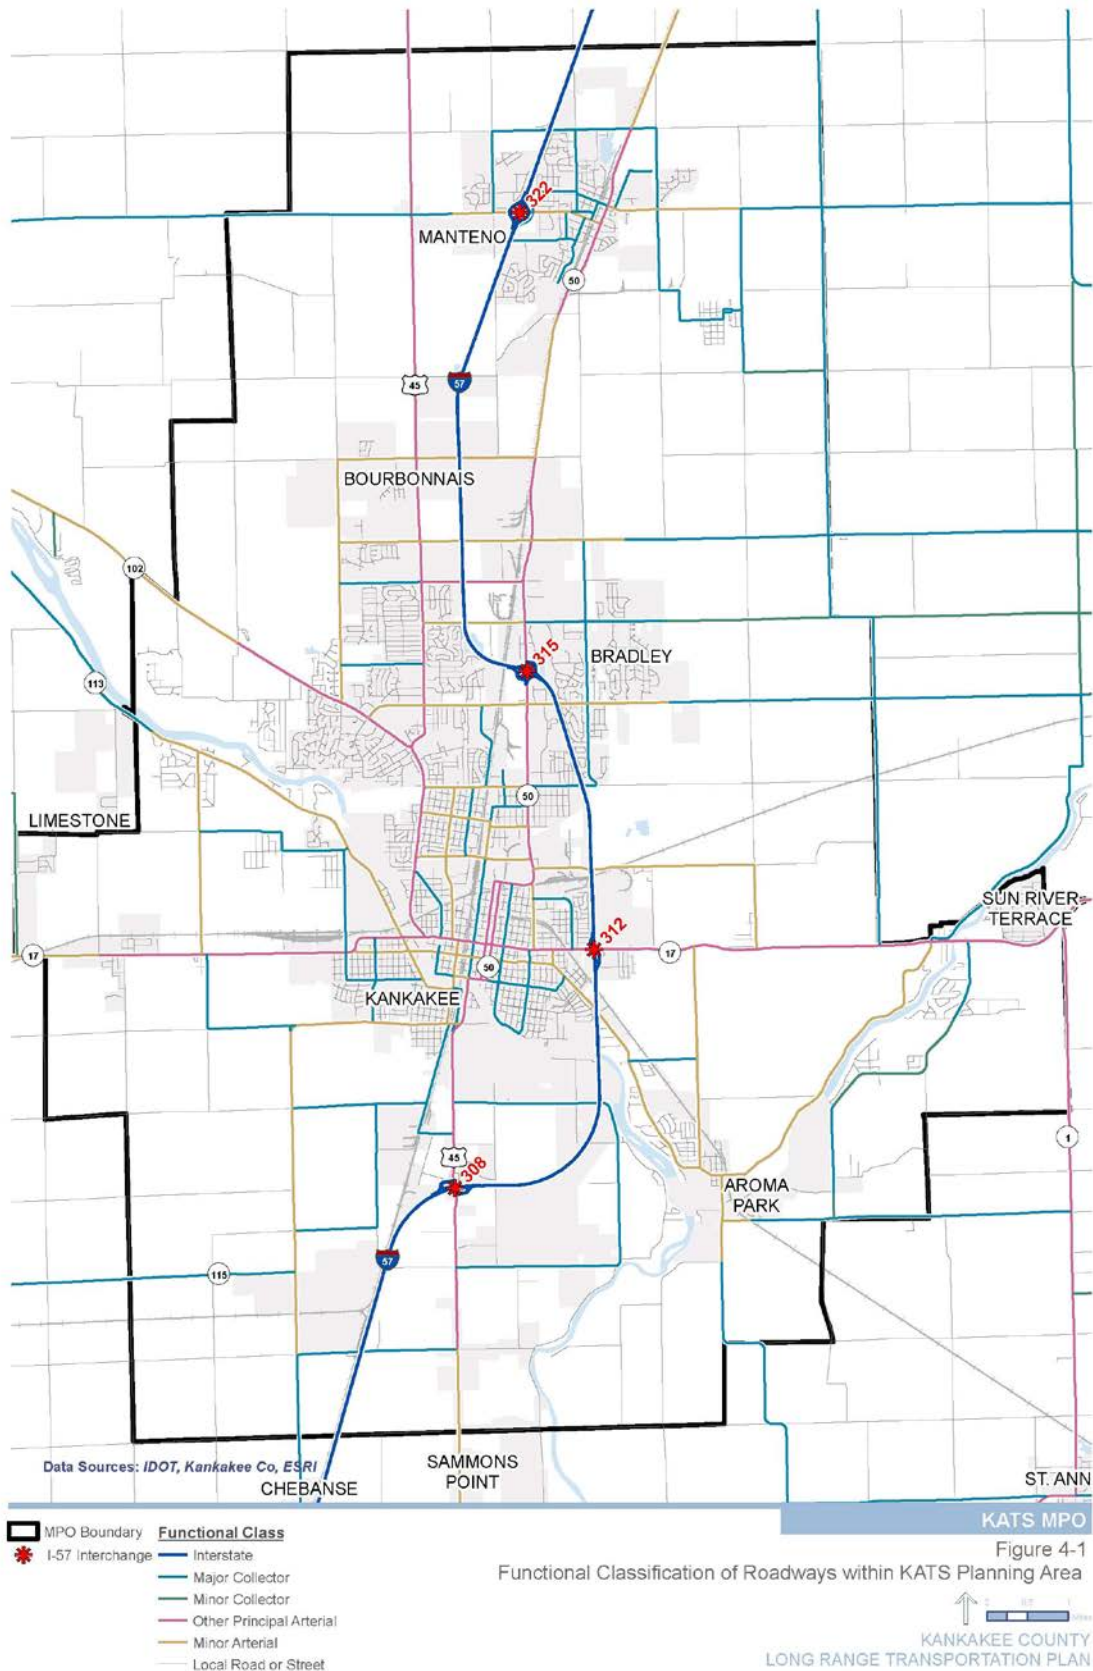 322
MANTENO
50
45
57
BOURBONNAIS
102
315
BRADLEY
113
50
LIMESTONE
SUN RIVER
TERRACE
312
17
17
50
KANKAKEE
1
45
308
AROMA
PARK
57
115
Data Sources: IDOT, Kankakee Co, ESRI
SAMMONS
POINT
CHEBANSE
ST. ANN
KATS MPO
MPO Boundary
I-57 Interchange
Functional Class
Interstate
Major Collector
Minor Collector
Other Principal Arterial
Minor Arterial
Local Road or Street
Figure 4-1
Functional Classification of Roadways within KATS Planning Area
0.5 1
KANKAKEE COUNTY
LONG RANGE TRANSPORTATION PLAN